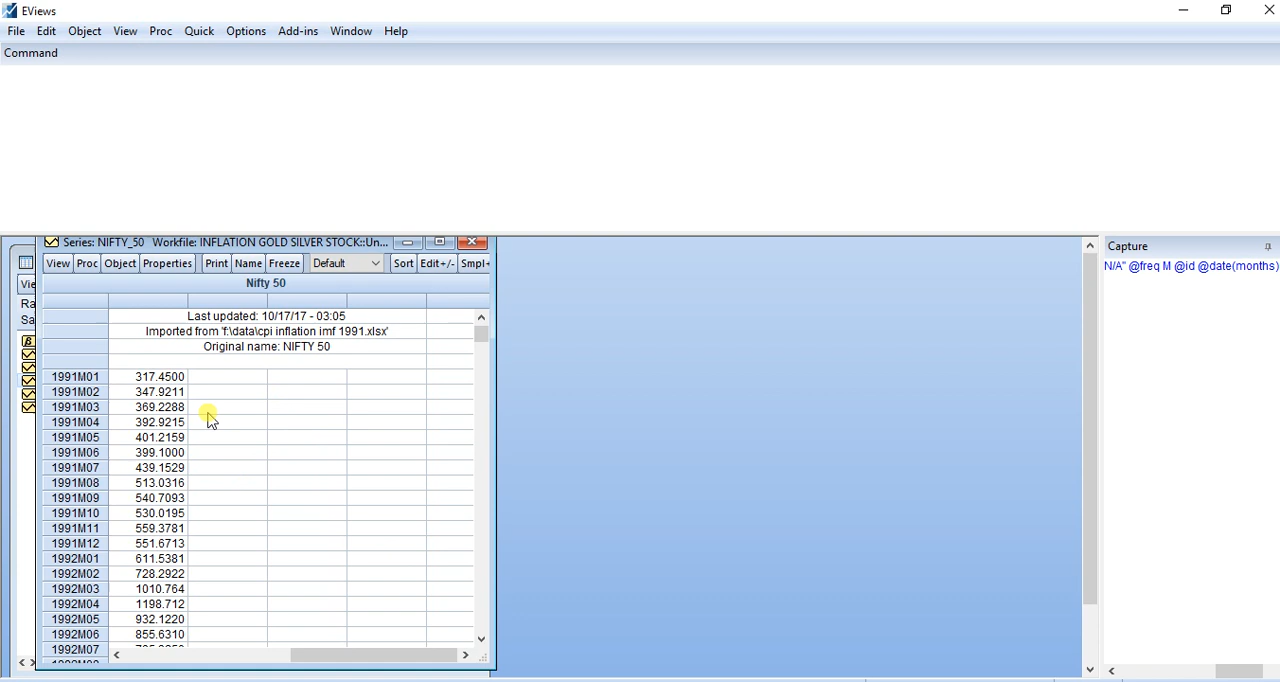 EViews
File Edit Object View Proc Quick Options Add-ins Window Help
Command
Series: NIFTY_50 Workfile: INFLATION GOLD SILVER STOCK::Un...
Capture
View Proc Object Properties Print Name Freeze Default Sort Edit+/- Smpl+
N/A" @freq M @id @date(months)
Nifty 50
Vie
Ra
Sa
Last updated: 10/17/17 - 03:05
Imported from 'f:\data\cpi inflation imf 1991.xlsx'
Original name: NIFTY 50
1991M01 317.4500
1991M02 347.9211
1991M03 369.2288
1991M04 392.9215
1991M05 401.2159
1991M06 399.1000
1991M07 439.1529
1991M08 513.0316
1991M09 540.7093
1991M10 530.0195
1991M11 559.3781
1991M12 551.6713
1992M01 611.5381
1992M02 728.2922
1992M03 1010.764
1992M04 1198.712
1992M05 932.1220
1992M06 855.6310
1992M07